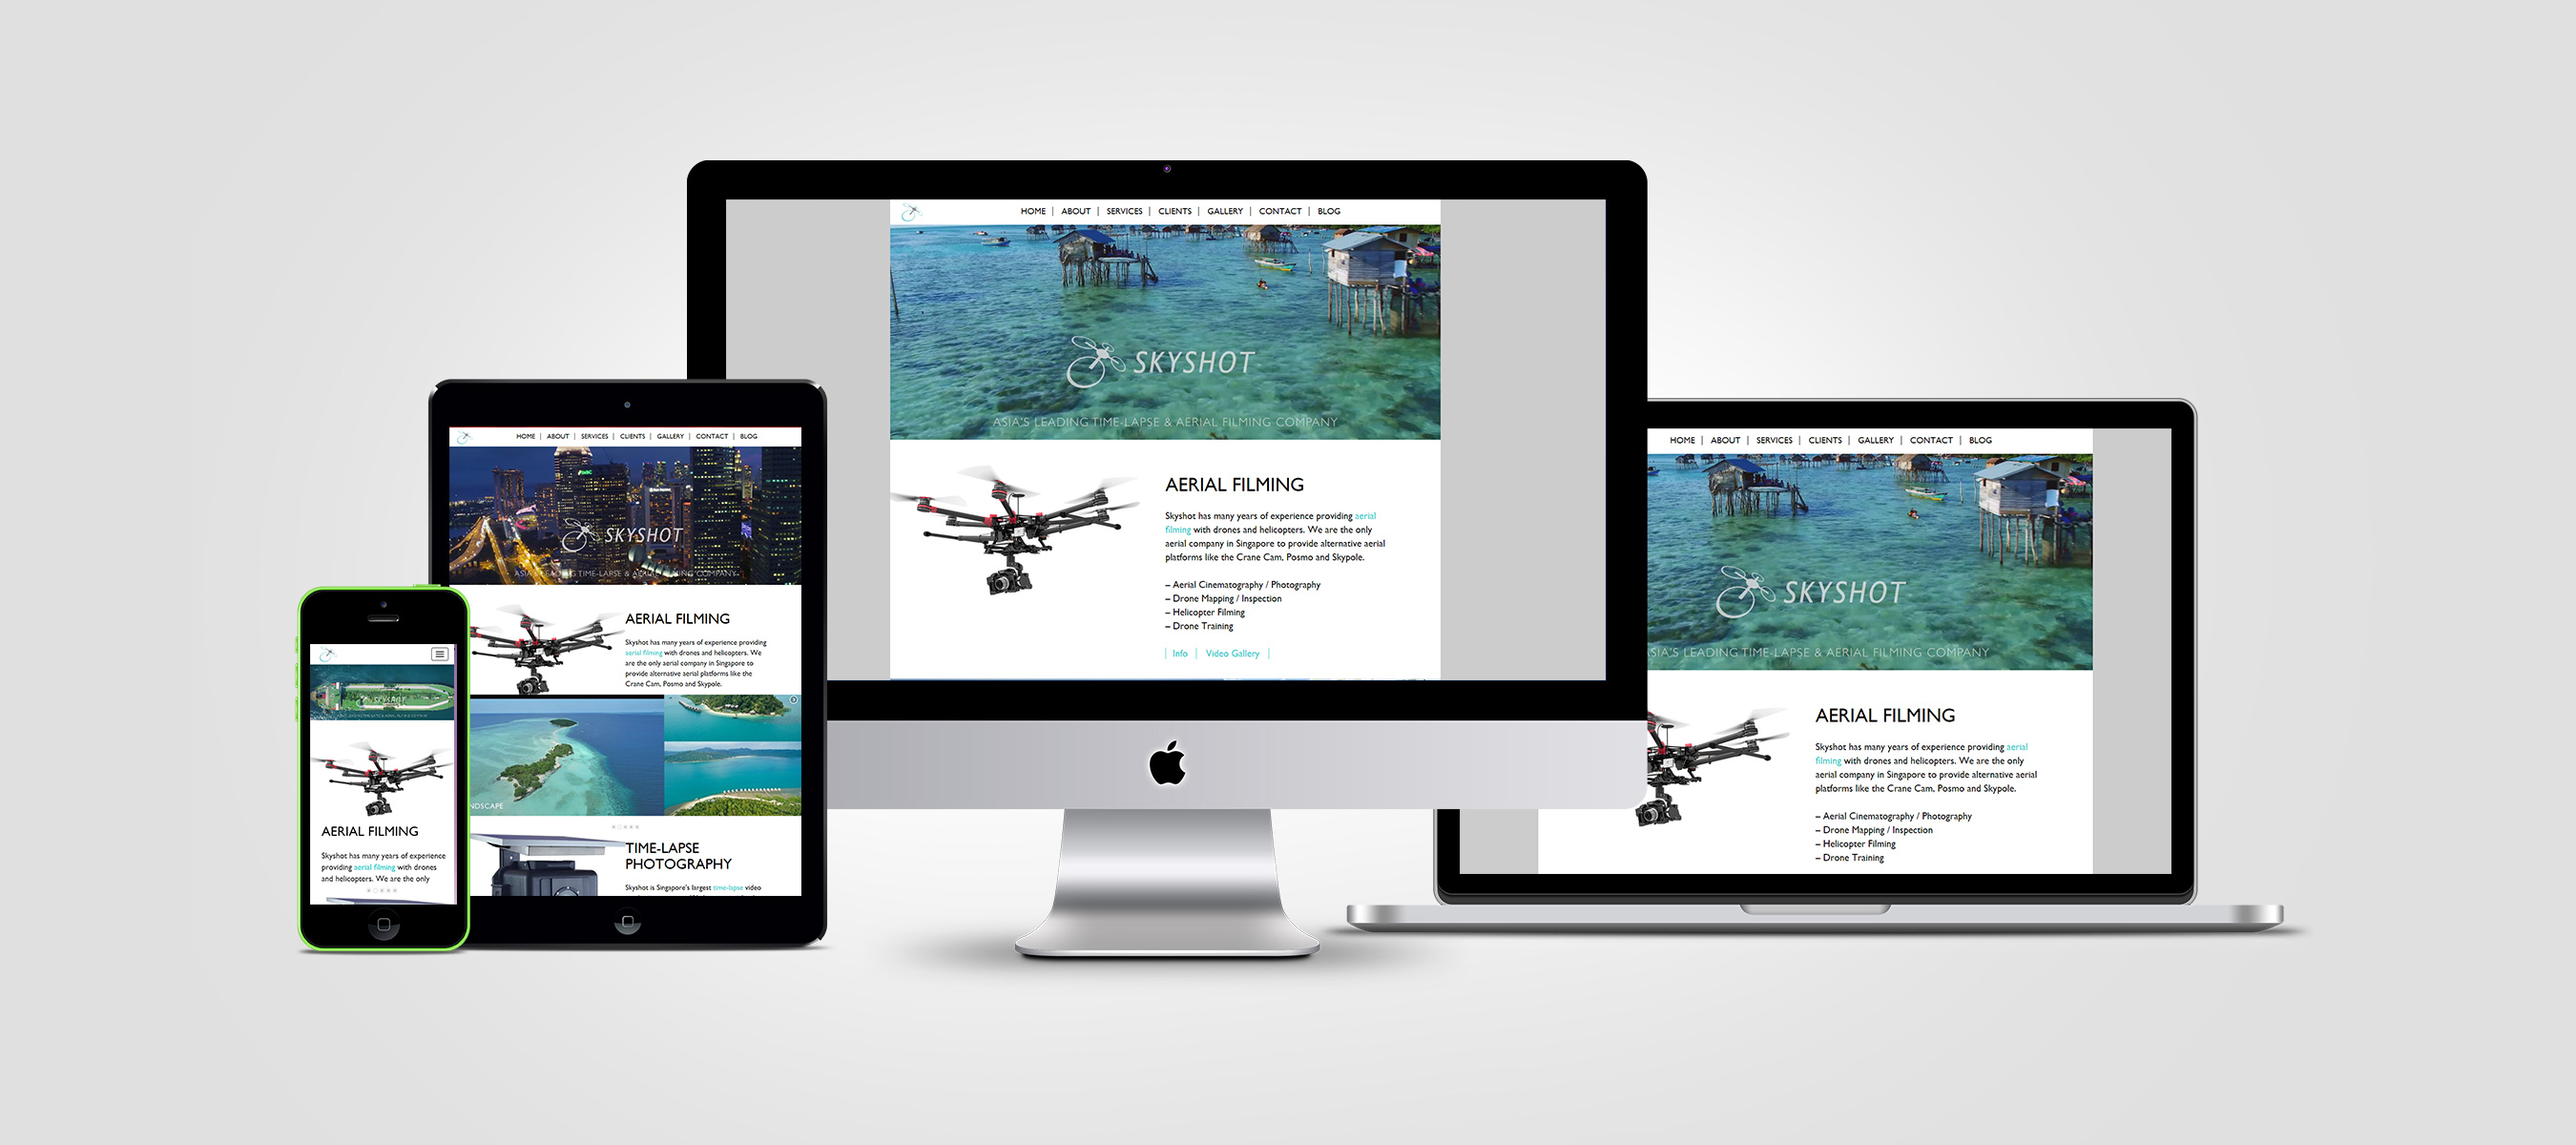 HOME | ABOUT | SERVICES | CLIENTS | GALLERY | CONTACT | BLOG
SKYSHOT
ASIA'S LEADING TIME-LAPSE & AERIAL FILMING COMPANY
AERIAL FILMING
Skyshot has many years of experience providing aerial
filming with drones and helicopters. We are the only
aerial company in Singapore to provide alternative aerial
platforms like the Crane Cam, Posmo and Skypole.
– Aerial Cinematography / Photography
– Drone Mapping / Inspection
– Helicopter Filming
– Drone Training
| Info | Video Gallery |
HOME | ABOUT | SERVICES | CLIENTS | GALLERY | CONTACT | BLOG
SKYSHOT
ASIA'S LEADING TIME-LAPSE & AERIAL FILMING COMPANY
AERIAL FILMING
Skyshot has many years of experience providing
aerial filming with drones and helicopters. We
are the only aerial company in Singapore to
provide alternative aerial platforms like the
Crane Cam, Posmo and Skypole.
NDSCAPE
TIME-LAPSE
PHOTOGRAPHY
Skyshot is Singapore's largest time-lapse video
AERIAL FILMING
Skyshot has many years of experience
providing aerial filming with drones
and helicopters. We are the only
HOME | ABOUT | SERVICES | CLIENTS | GALLERY | CONTACT | BLOG
SKYSHOT
SIA'S LEADING TIME-LAPSE & AERIAL FILMING COMPANY
AERIAL FILMING
Skyshot has many years of experience providing aerial
filming with drones and helicopters. We are the only
aerial company in Singapore to provide alternative aerial
platforms like the Crane Cam, Posmo and Skypole.
– Aerial Cinematography / Photography
– Drone Mapping / Inspection
– Helicopter Filming
– Drone Training